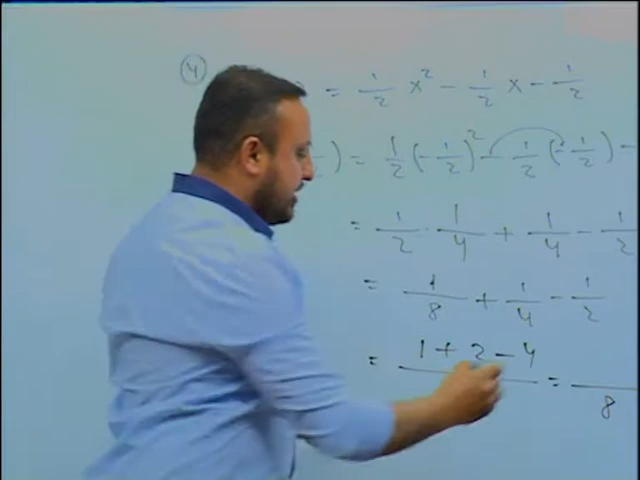 4 = 1/2 x² - 1/2 x - 1/2
) = 1/2 (-1/2)² - 1/2 (-1/2) -
= 1/2 · 1/4 + 1/4 - 1/2
= 1/8 + 1/4 - 1/2
= 1 + 2 - 4 = 8